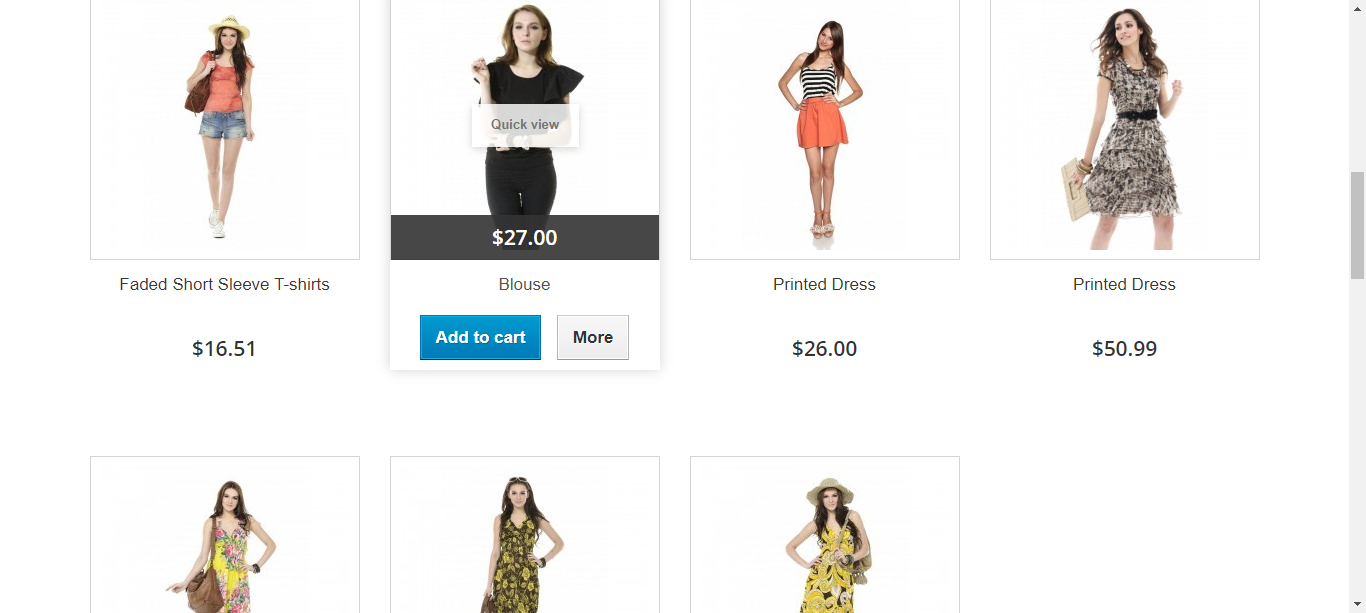 Quick view
$27.00
Faded Short Sleeve T-shirts
Blouse
Printed Dress
Printed Dress
Add to cart
More
$16.51
$26.00
$50.99